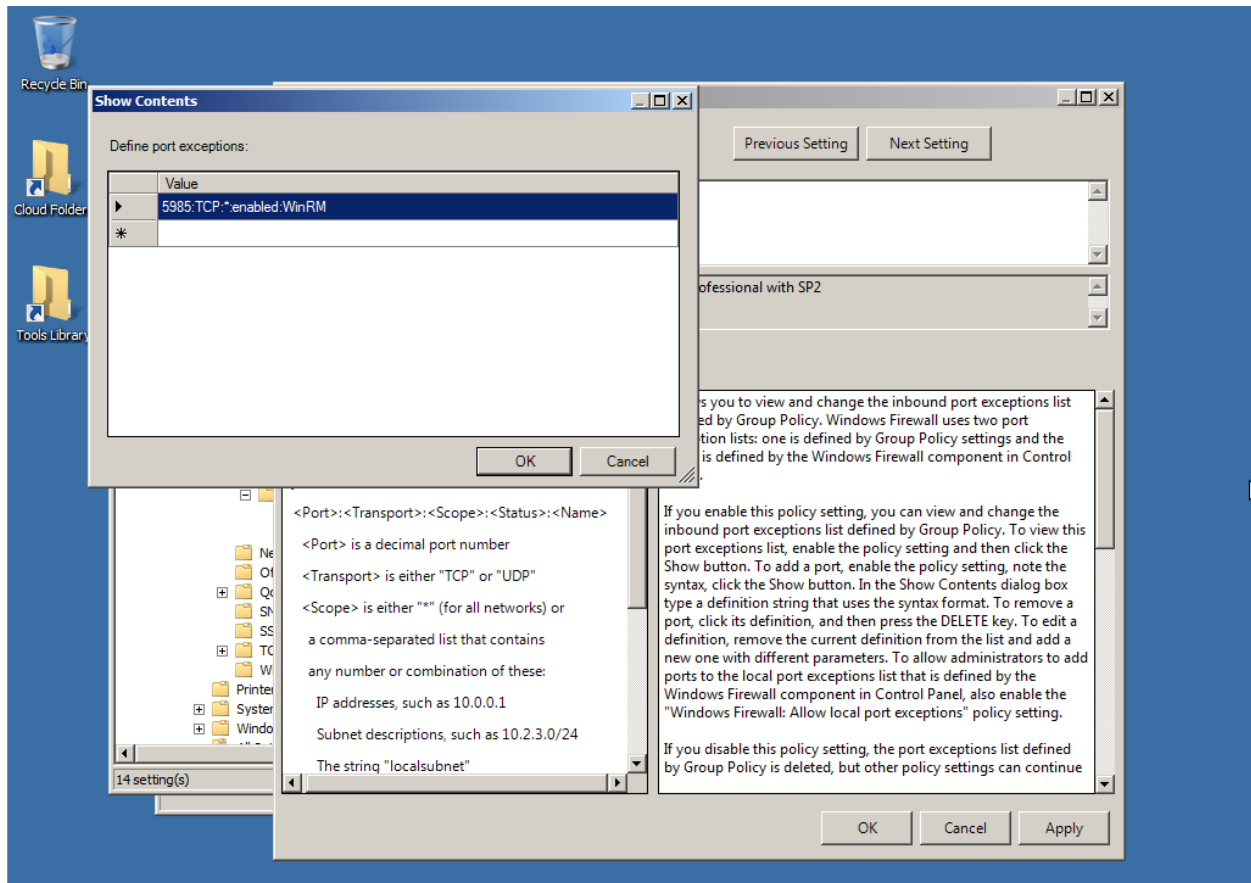 Recycle Bin
Cloud Folder
Tools Library
Show Contents
Define port exceptions:
Value
5985:TCP:*:enabled:WinRM
OK
Cancel
Previous Setting
Next Setting
ofessional with SP2
<Port>:<Transport>:<Scope>:<Status>:<Name>
<Port> is a decimal port number
<Transport> is either "TCP" or "UDP"
<Scope> is either "*" (for all networks) or
a comma-separated list that contains
any number or combination of these:
IP addresses, such as 10.0.0.1
Subnet descriptions, such as 10.2.3.0/24
The string "localsubnet"
s you to view and change the inbound port exceptions list
ed by Group Policy. Windows Firewall uses two port
tion lists: one is defined by Group Policy settings and the
is defined by the Windows Firewall component in Control
If you enable this policy setting, you can view and change the
inbound port exceptions list defined by Group Policy. To view this
port exceptions list, enable the policy setting and then click the
Show button. To add a port, enable the policy setting, note the
syntax, click the Show button. In the Show Contents dialog box
type a definition string that uses the syntax format. To remove a
port, click its definition, and then press the DELETE key. To edit a
definition, remove the current definition from the list and add a
new one with different parameters. To allow administrators to add
ports to the local port exceptions list that is defined by the
Windows Firewall component in Control Panel, also enable the
"Windows Firewall: Allow local port exceptions" policy setting.
If you disable this policy setting, the port exceptions list defined
by Group Policy is deleted, but other policy settings can continue
Ne
Of
Qo
SN
SS
TC
Wi
Printer
System
Windo
14 setting(s)
OK
Cancel
Apply